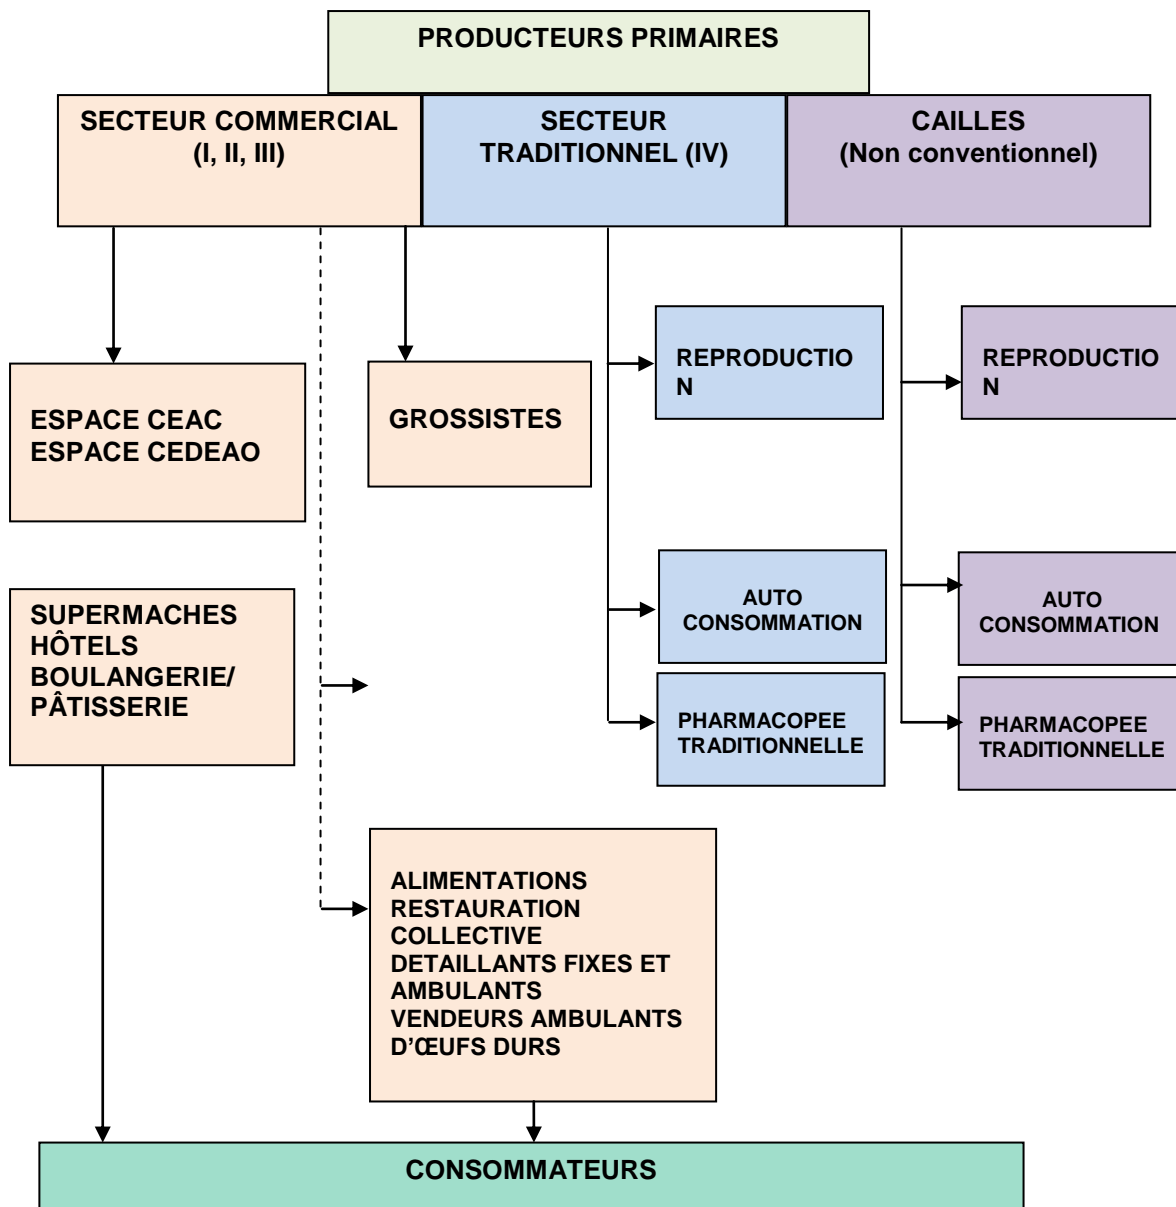 PRODUCTEURS PRIMAIRES
SECTEUR COMMERCIAL
(I, II, III)
SECTEUR
TRADITIONNEL (IV)
CAILLES
(Non conventionnel)
ESPACE CEAC
ESPACE CEDEAO
GROSSISTES
REPRODUCTIO
N
REPRODUCTIO
N
SUPERMACHES
HÔTELS
BOULANGERIE/
PÂTISSERIE
AUTO
CONSOMMATION
AUTO
CONSOMMATION
PHARMACOPEE
TRADITIONNELLE
PHARMACOPEE
TRADITIONNELLE
ALIMENTATIONS
RESTAURATION
COLLECTIVE
DETAILLANTS FIXES ET
AMBULANTS
VENDEURS AMBULANTS
D'ŒUFS DURS
CONSOMMATEURS